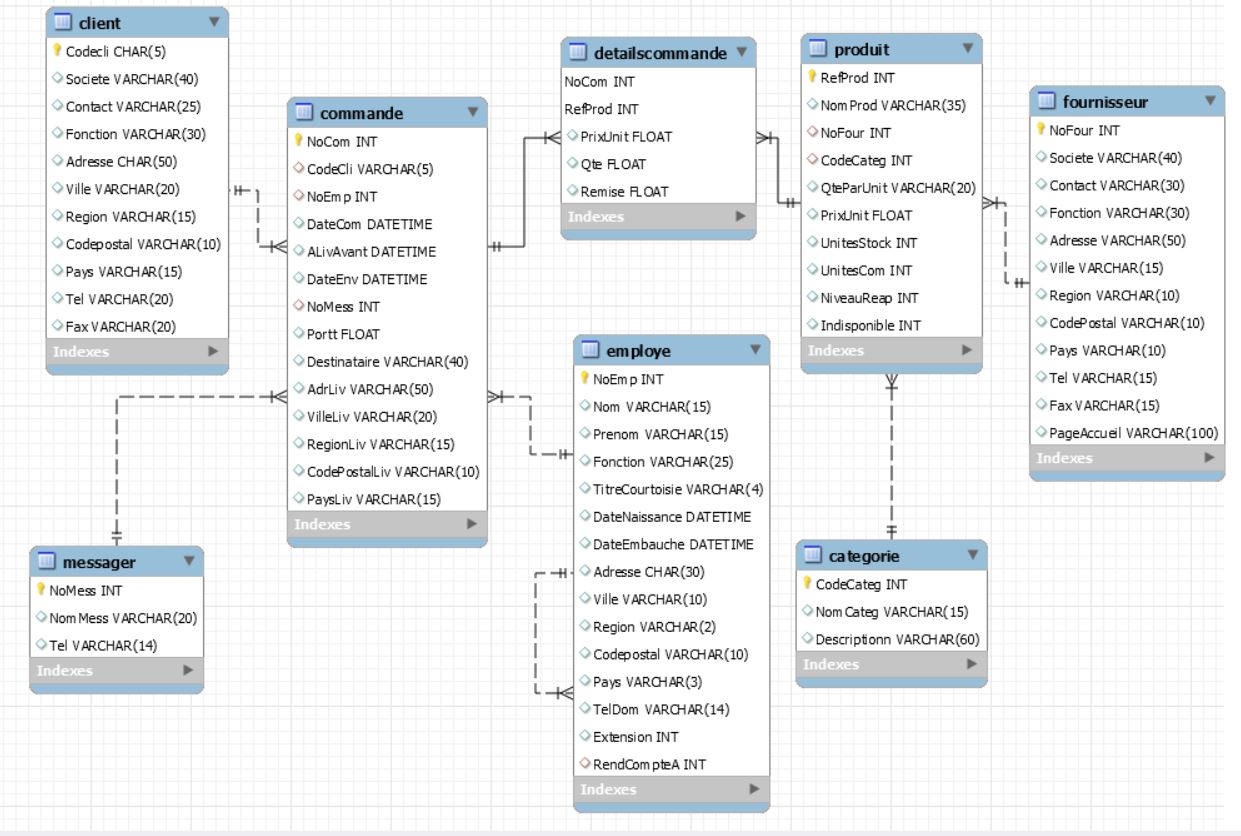 client
Codecli CHAR(5)
Societe VARCHAR(40)
Contact VARCHAR(25)
Fonction VARCHAR(30)
Adresse CHAR(50)
Ville VARCHAR(20)
Region VARCHAR(15)
Codepostal VARCHAR(10)
Pays VARCHAR(15)
Tel VARCHAR(20)
Fax VARCHAR(20)
Indexes
commande
NoCom INT
CodeCli VARCHAR(5)
NoEmp INT
DateCom DATETIME
ALivAvant DATETIME
DateEnv DATETIME
NoMess INT
Portt FLOAT
Destinataire VARCHAR(40)
AdrLiv VARCHAR(50)
VilleLiv VARCHAR(20)
RegionLiv VARCHAR(15)
CodePostalLiv VARCHAR(10)
PaysLiv VARCHAR(15)
Indexes
detailscommande
NoCom INT
RefProd INT
PrixUnit FLOAT
Qte FLOAT
Remise FLOAT
Indexes
produit
RefProd INT
NomProd VARCHAR(35)
NoFour INT
CodeCateg INT
QteParUnit VARCHAR(20)
PrixUnit FLOAT
UnitesStock INT
UnitesCom INT
NiveauReap INT
Indisponible INT
Indexes
fournisseur
NoFour INT
Societe VARCHAR(40)
Contact VARCHAR(30)
Fonction VARCHAR(30)
Adresse VARCHAR(50)
Ville VARCHAR(15)
Region VARCHAR(10)
CodePostal VARCHAR(10)
Pays VARCHAR(10)
Tel VARCHAR(15)
Fax VARCHAR(15)
PageAccueil VARCHAR(100)
Indexes
employe
NoEmp INT
Nom VARCHAR(15)
Prenom VARCHAR(15)
Fonction VARCHAR(25)
TitreCourtoisie VARCHAR(4)
DateNaissance DATETIME
DateEmbauche DATETIME
Adresse CHAR(30)
Ville VARCHAR(10)
Region VARCHAR(2)
Codepostal VARCHAR(10)
Pays VARCHAR(3)
TelDom VARCHAR(14)
Extension INT
RendCompteA INT
Indexes
messager
NoMess INT
NomMess VARCHAR(20)
Tel VARCHAR(14)
Indexes
categorie
CodeCateg INT
NomCateg VARCHAR(15)
Descriptionn VARCHAR(60)
Indexes